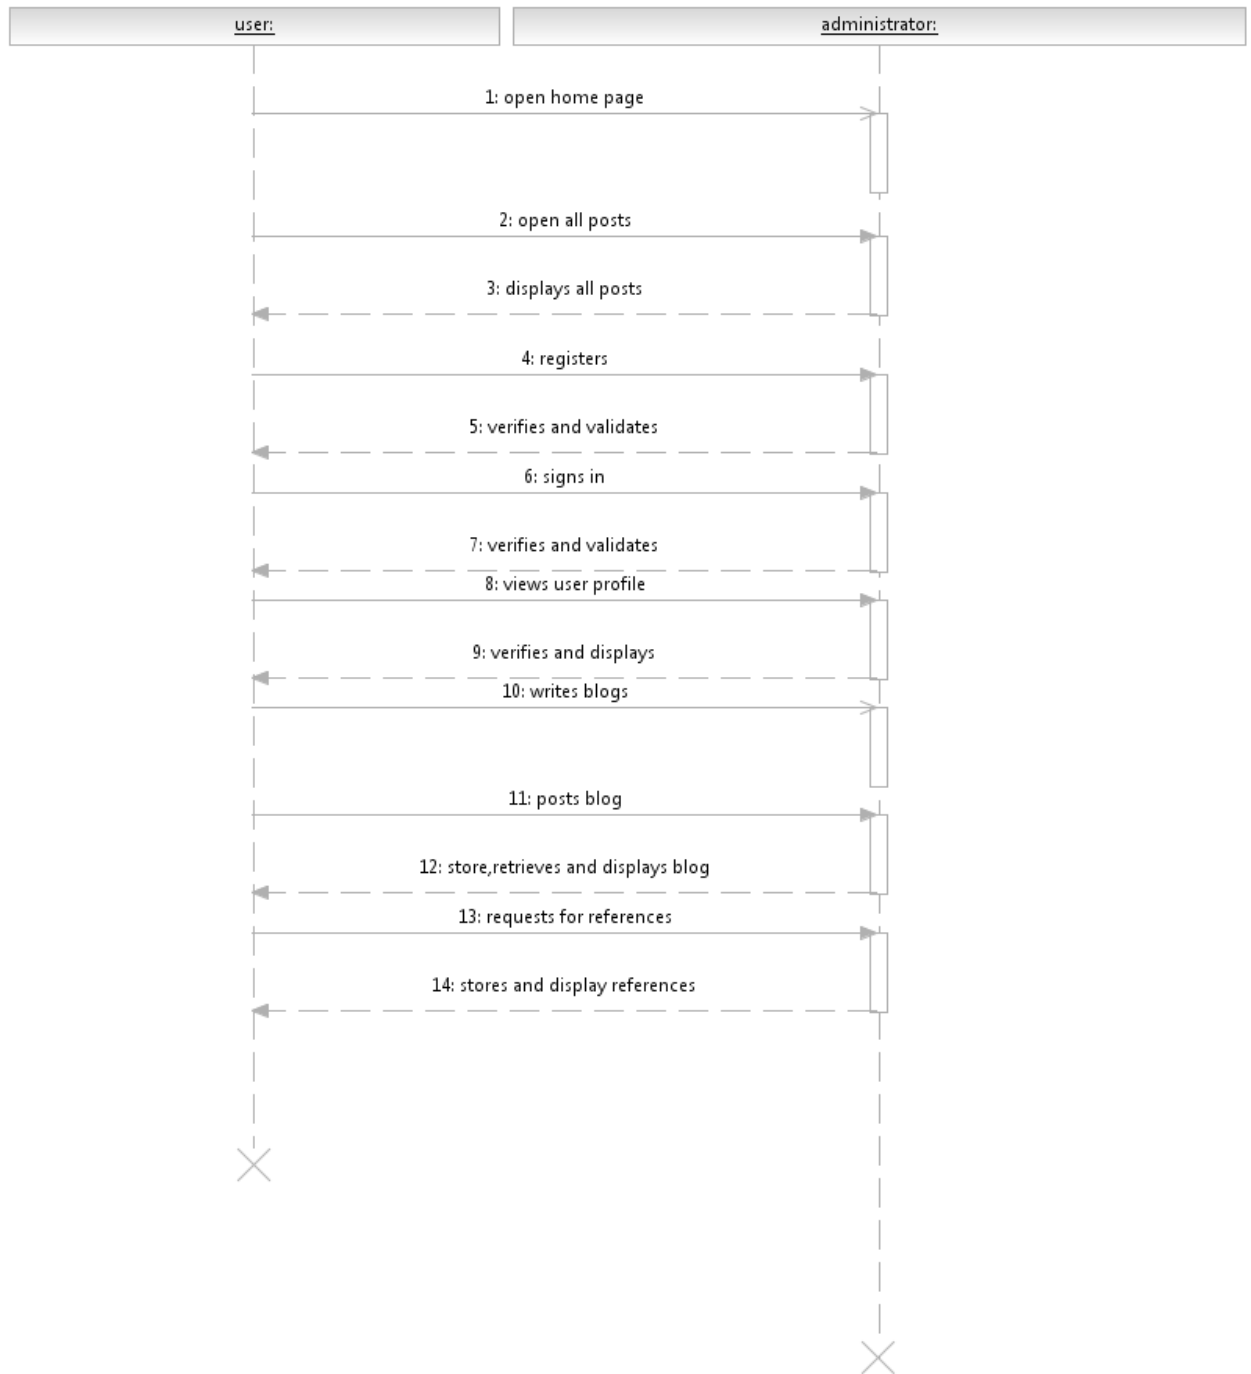 user:
administrator:
1: open home page
2: open all posts
3: displays all posts
4: registers
5: verifies and validates
6: signs in
7: verifies and validates
8: views user profile
9: verifies and displays
10: writes blogs
11: posts blog
12: store,retrieves and displays blog
13: requests for references
14: stores and display references